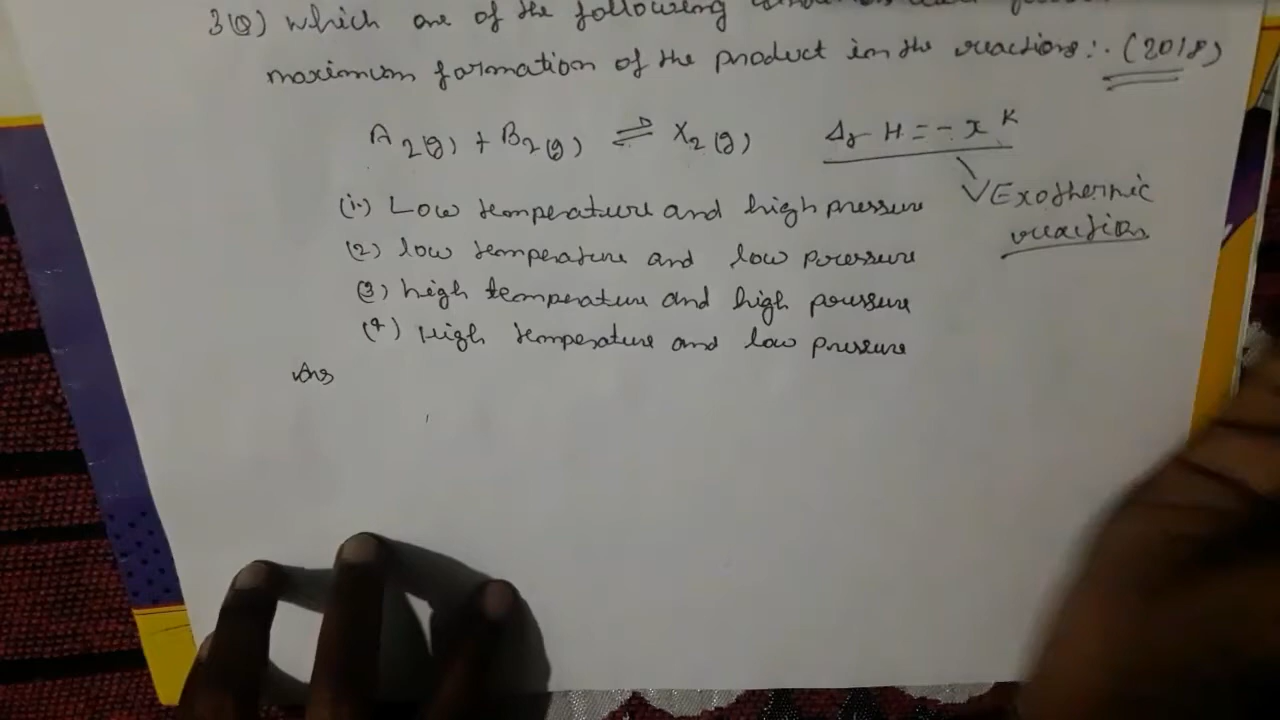 3(Q) which one of the following
maximum formation of the product in the reactions:. (2018)
A2(g) + B2(g) ⇌ X2(g) Δr H = - x K
(1.) Low temperature and high pressure
Exothermic
reaction
(2) low temperature and low pressure
(3) high temperature and high pressure
(4) High temperature and low pressure
Ans